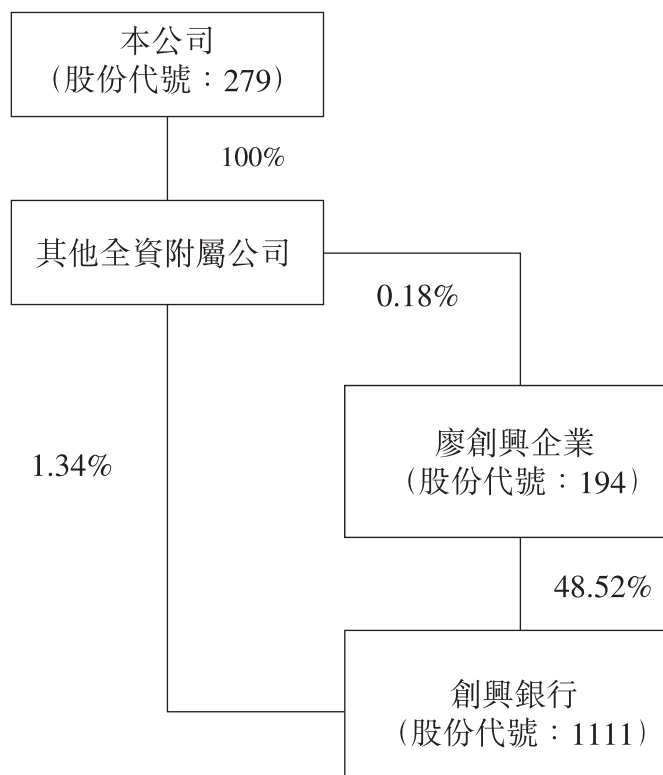 本公司
（股份代號：279）
100%
其他全資附屬公司
0.18%
1.34%
廖創興企業
（股份代號：194）
48.52%
創興銀行
（股份代號：1111）